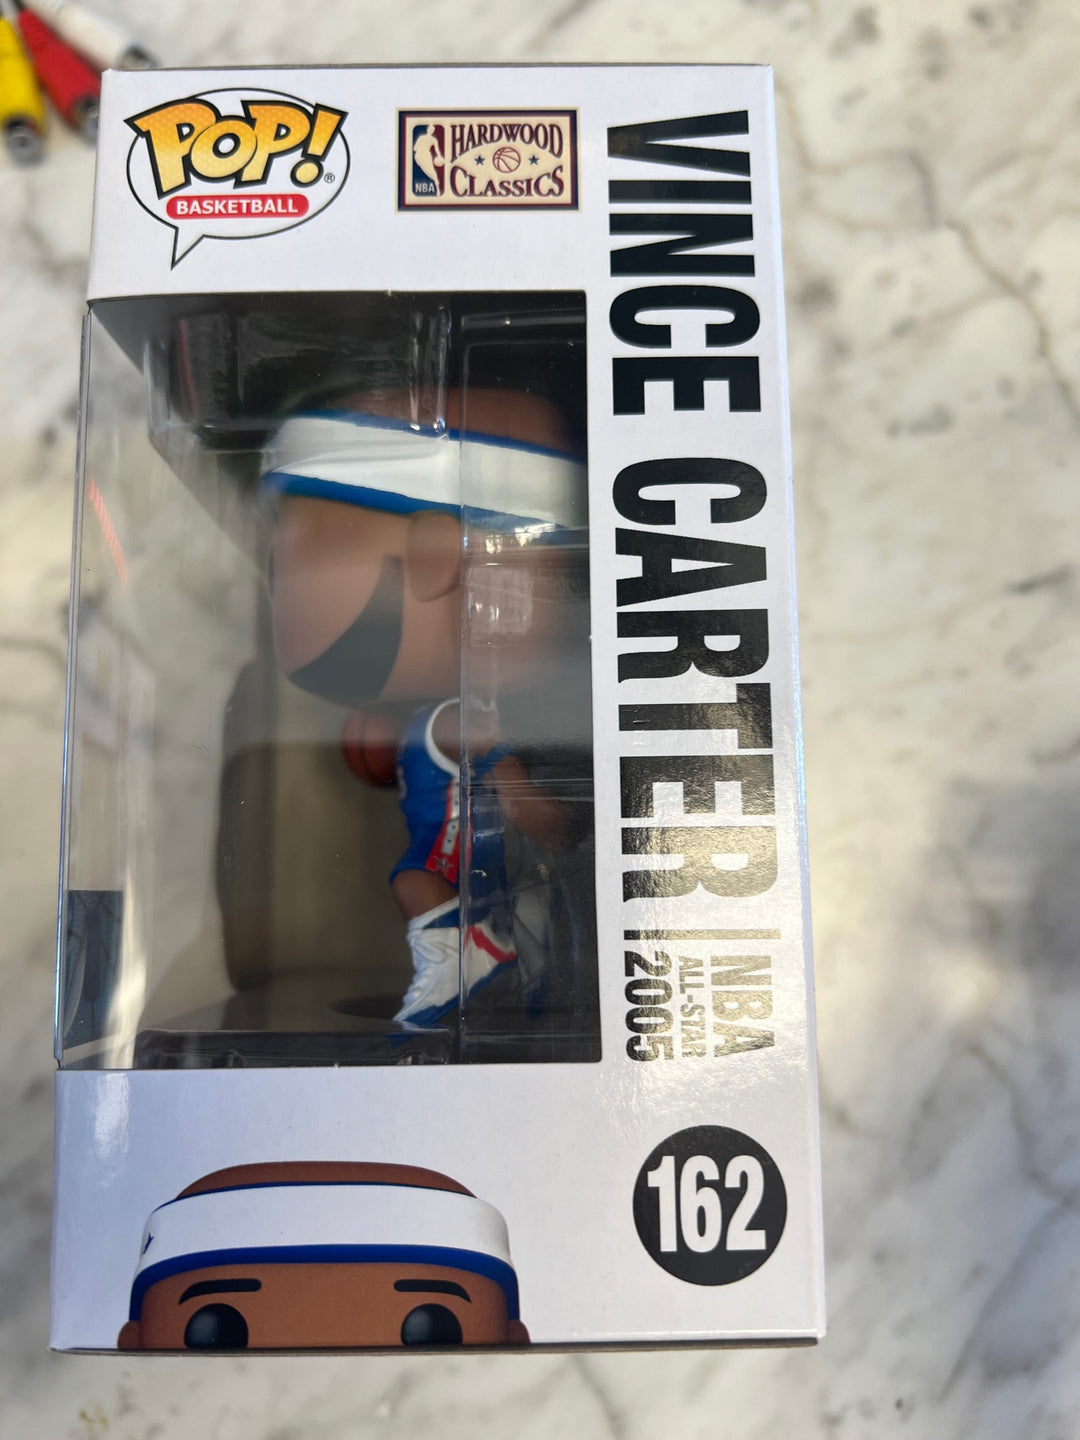 POP!
®
BASKETBALL
NBA
HARDWOOD
CLASSICS
VINCE CARTER
NBA
ALL-STAR
2005
162